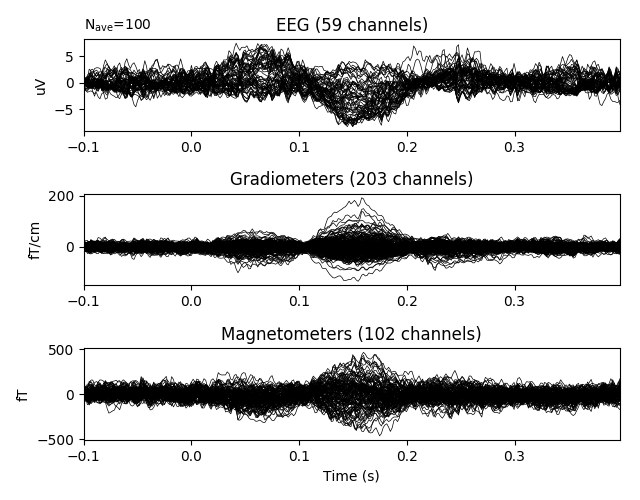 Nave=100
EEG (59 channels)
5
0
−5
uV
−0.1 0.0 0.1 0.2 0.3
Gradiometers (203 channels)
200
0
fT/cm
−0.1 0.0 0.1 0.2 0.3
Magnetometers (102 channels)
500
0
−500
fT
−0.1 0.0 0.1 0.2 0.3
Time (s)